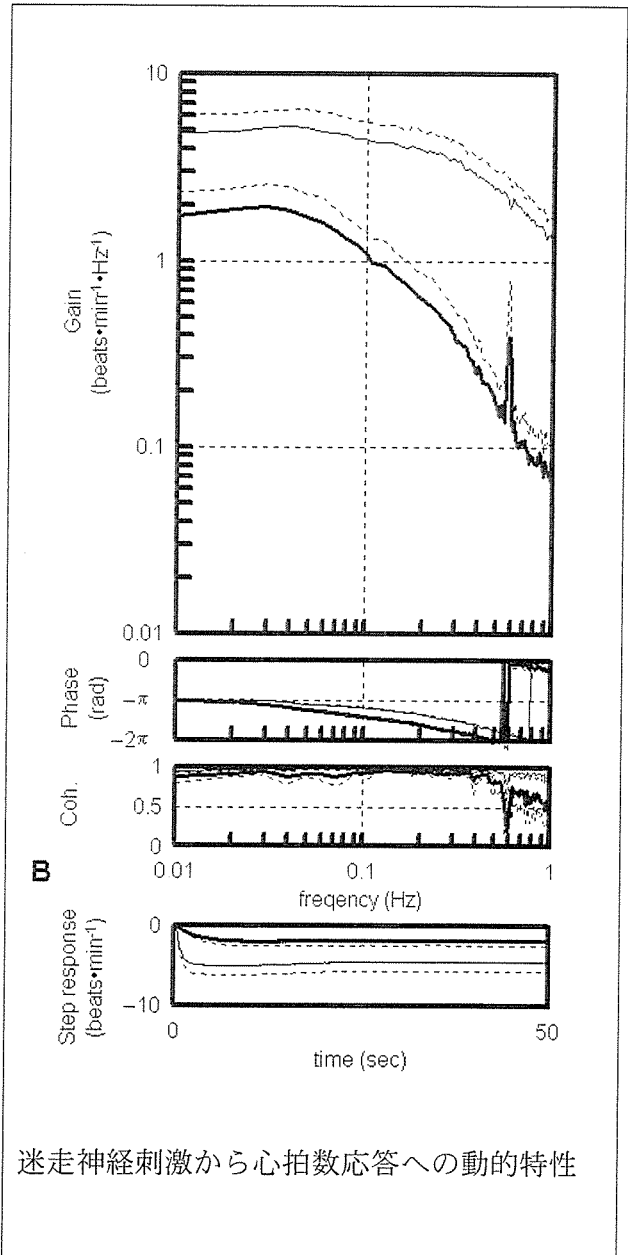 10
1
0.1
0.01
Gain
(beats•min⁻¹•Hz⁻¹)
0
−π
−2π
Phase
(rad)
1
0.5
0
Coh.
B
0.01
0.1
1
freqency (Hz)
0
−10
Step response
(beats•min⁻¹)
0
50
time (sec)
迷走神経刺激から心拍数応答への動的特性